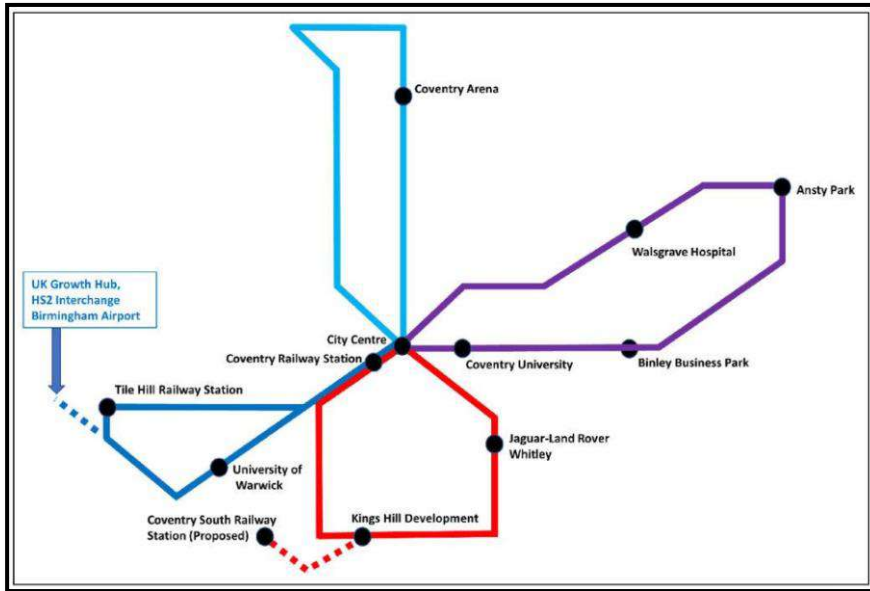 Coventry Arena
Ansty Park
Walsgrave Hospital
UK Growth Hub,
HS2 Interchange
Birmingham Airport
City Centre
Coventry Railway Station
Coventry University
Binley Business Park
Tile Hill Railway Station
Jaguar-Land Rover
Whitley
University of
Warwick
Coventry South Railway
Station (Proposed)
Kings Hill Development